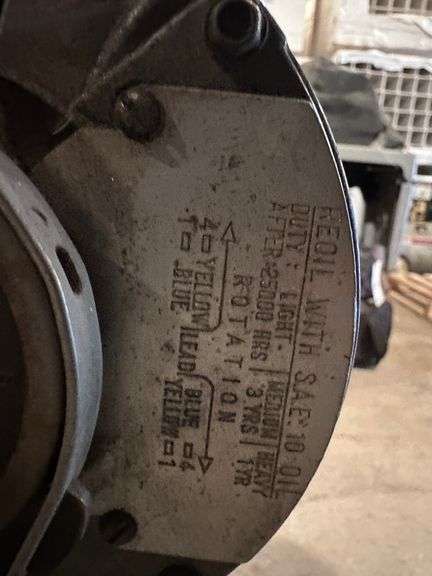 REOIL WITH SAE.10 OIL
DUTY: LIGHT. MEDIUM HEAVY
AFTER-25000 HRS 3 YRS 1 YR.
ROTATION
4 YELLOW LEAD BLUE 4
1 BLUE YELLOW 1